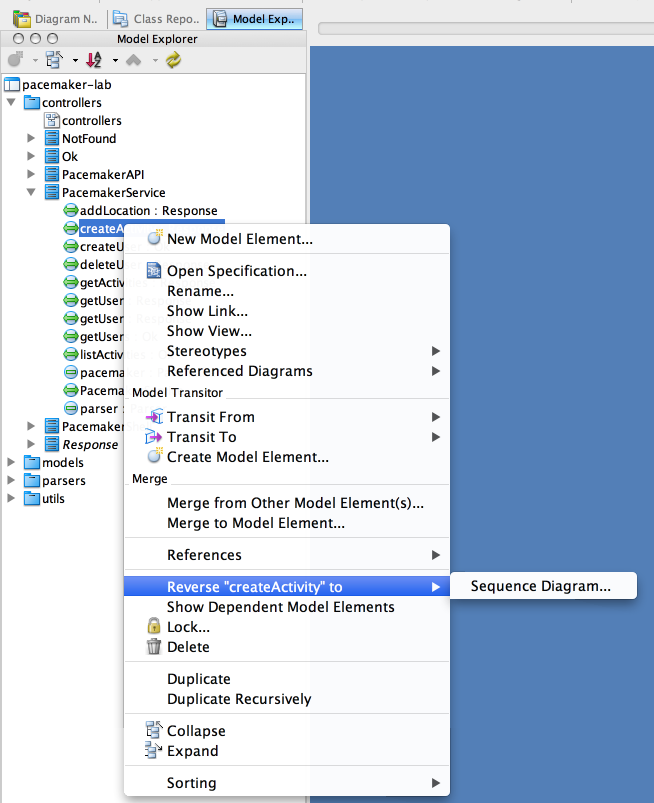 Diagram N..
Class Repo..
Model Exp..
Model Explorer
pacemaker-lab
controllers
controllers
NotFound
Ok
PacemakerAPI
PacemakerService
addLocation : Response
createA
createU
deleteU
getActiv
getUser
getUser
getUser
listActivi
pacemak
Pacemak
parser :
Pacemak
Response
models
parsers
utils
New Model Element...
Open Specification...
Rename...
Show Link...
Show View...
Stereotypes
Referenced Diagrams
Model Transitor
Transit From
Transit To
Create Model Element...
Merge
Merge from Other Model Element(s)...
Merge to Model Element...
References
Reverse "createActivity" to
Sequence Diagram...
Show Dependent Model Elements
Lock...
Delete
Duplicate
Duplicate Recursively
Collapse
Expand
Sorting